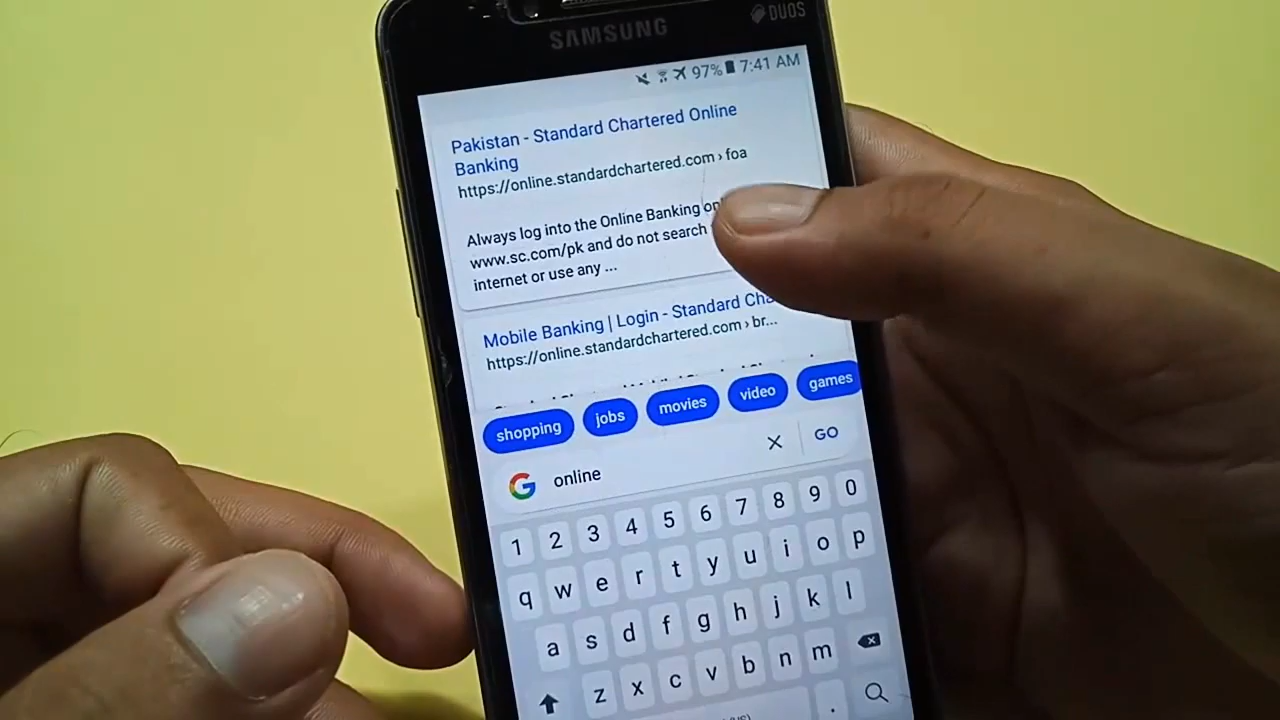 SAMSUNG
DUOS
97% 7:41 AM
Pakistan - Standard Chartered Online
Banking
https://online.standardchartered.com › foa
Always log into the Online Banking
www.sc.com/pk and do not search
internet or use any ...
Mobile Banking | Login - Standard
https://online.standardchartered.com › br...
shopping jobs movies video games
G online X GO
1 2 3 4 5 6 7 8 9 0
q w e r t y u i o p
a s d f g h j k l
z x c v b n m
.